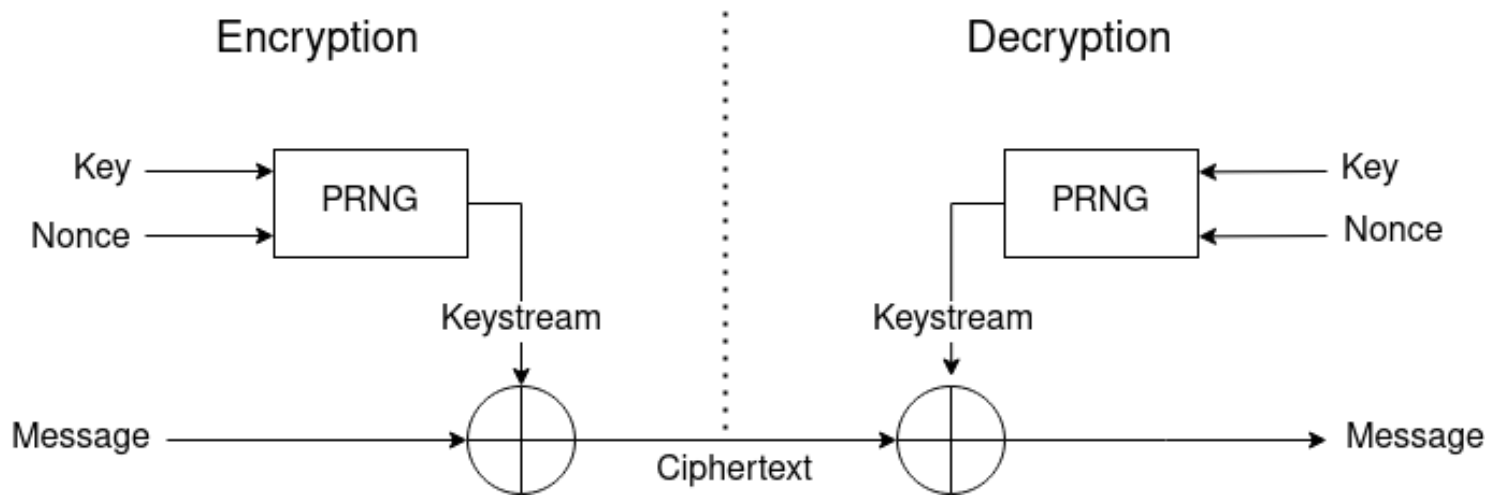 Encryption
Decryption
Key
PRNG
PRNG
Key
Nonce
Nonce
Keystream
Keystream
Message
Message
Ciphertext